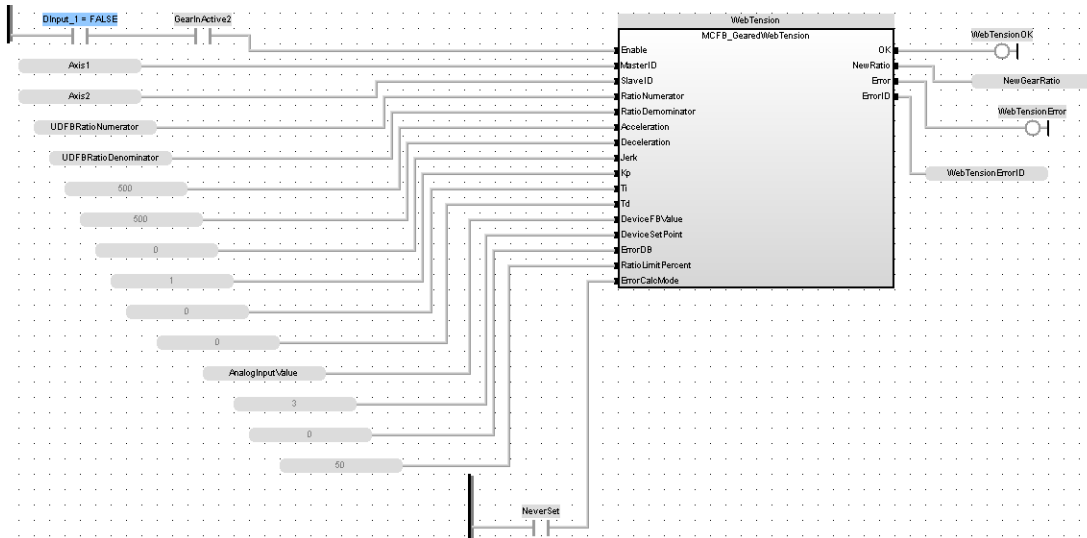 WebTension
DInput_1 = FALSE
GearInActive2
MCFB_GearedWebTension
WebTensionOK
Enable
OK
Axis1
MasterID
NewRatio
SlaveID
Error
NewGearRatio
Axis2
RatioNumerator
ErrorID
RatioDenominator
WebTensionError
UDFBRatioNumerator
Acceleration
Deceleration
UDFBRatioDenominator
Jerk
Kp
WebTensionErrorID
500
Ti
Td
500
DeviceFBValue
DeviceSetPoint
0
ErrorDB
RatioLimitPercent
1
ErrorCalcMode
0
0
AnalogInputValue
3
0
50
NeverSet